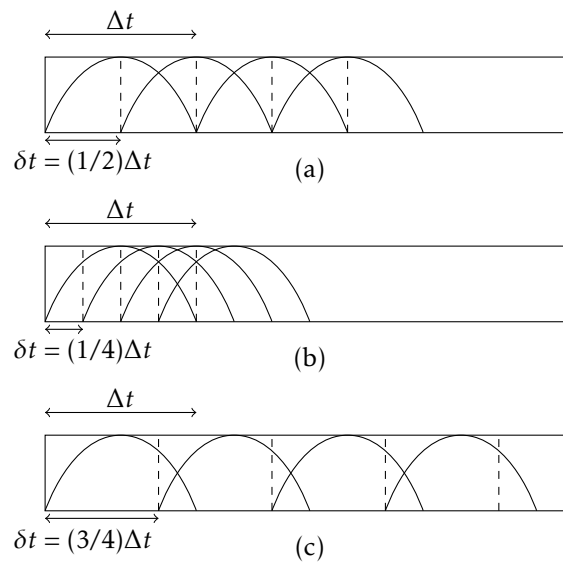 Δt
δt = (1/2)Δt
(a)
Δt
δt = (1/4)Δt
(b)
Δt
δt = (3/4)Δt
(c)